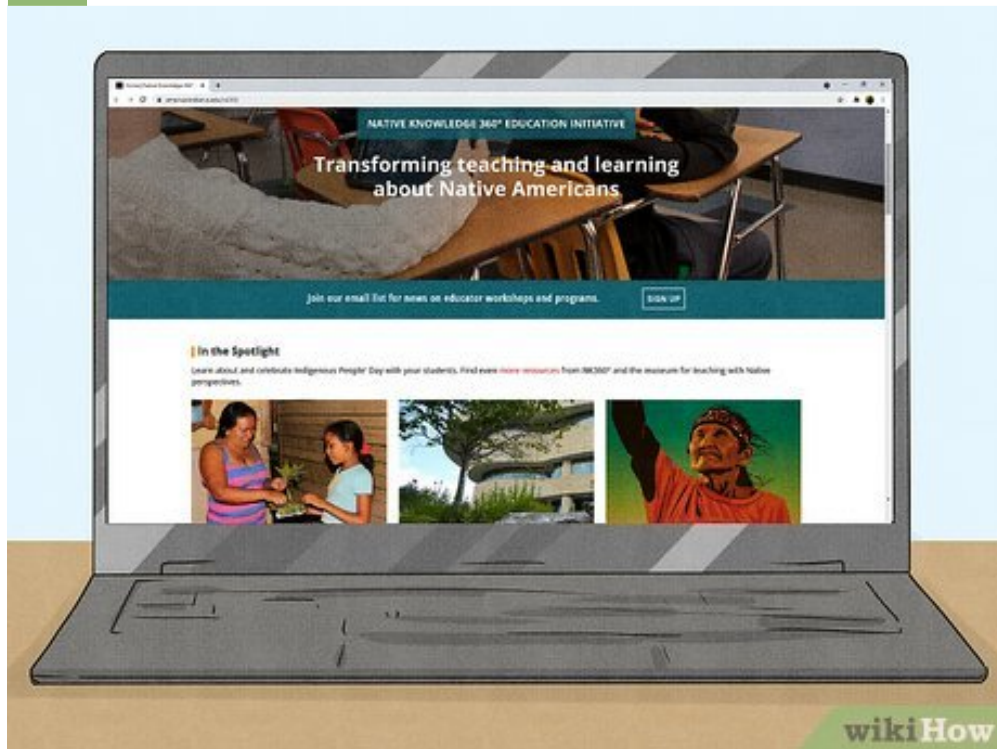 NATIVE KNOWLEDGE 360° EDUCATION INITIATIVE
Transforming teaching and learning
about Native Americans
Join our email list for news on educator workshops and programs.
SIGN UP
In the Spotlight
Learn about and celebrate Indigenous People' Day with your students. Find even more resources from NK360° and the museum for teaching with Native
perspectives.
wikiHow